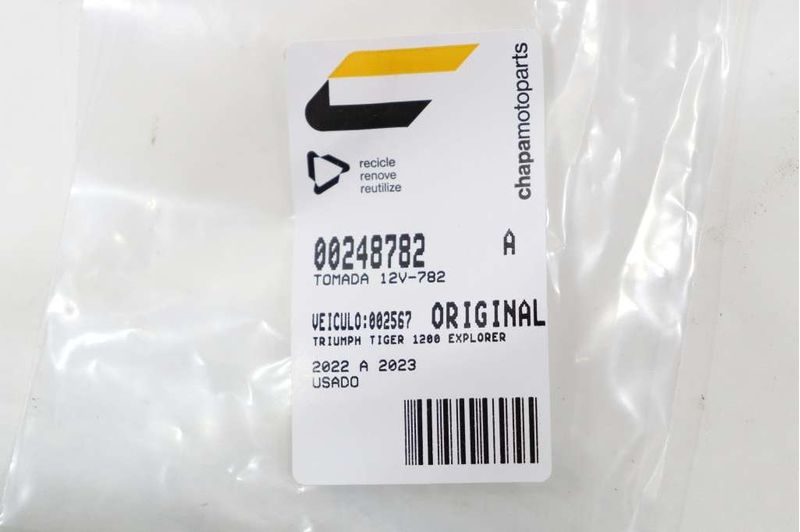 chapamotoparts
recicle
renove
reutilize
00248782 A
TOMADA 12V-782
VEICULO:002567 ORIGINAL
TRIUMPH TIGER 1200 EXPLORER
2022 A 2023
USADO